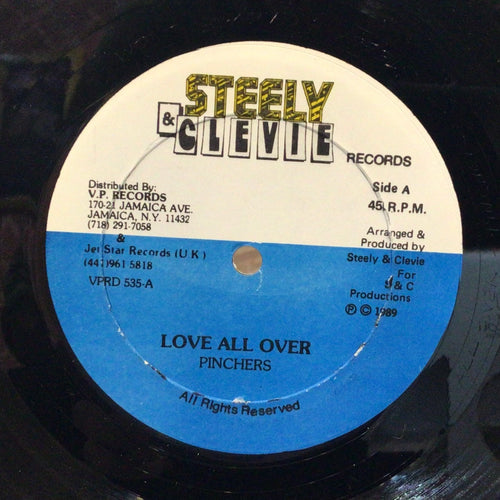 STEELY
& CLEVIE
RECORDS
Distributed By:
V.P. RECORDS
170-21 JAMAICA AVE.
JAMAICA, N.Y. 11432
(718) 291-7058
&
Jet Star Records (U.K)
(447)961 5818
VPRD 535-A
Side A
45.R.P.M.
Arranged &
Produced by
Steely & Clevie
For
S & C
Productions
℗ © 1989
LOVE ALL OVER
PINCHERS
All Rights Reserved